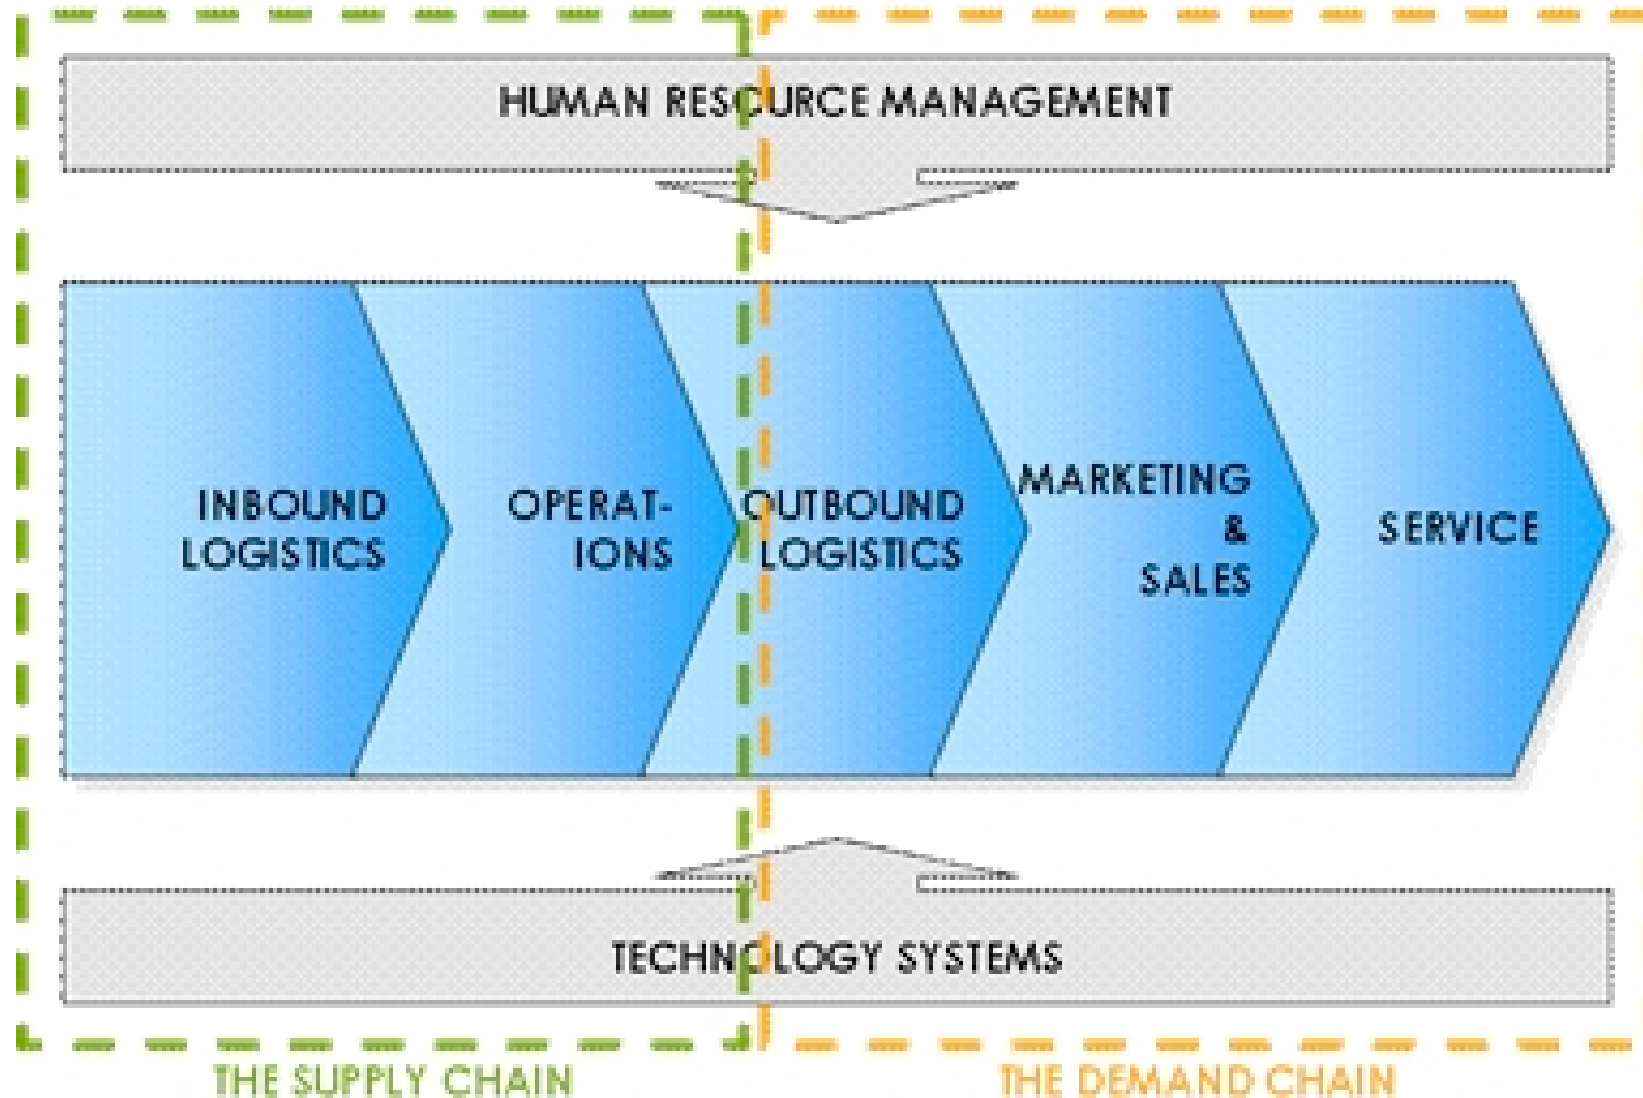 HUMAN RESOURCE MANAGEMENT
INBOUND
LOGISTICS
OPERAT-
IONS
OUTBOUND
LOGISTICS
MARKETING
&
SALES
SERVICE
TECHNOLOGY SYSTEMS
THE SUPPLY CHAIN
THE DEMAND CHAIN